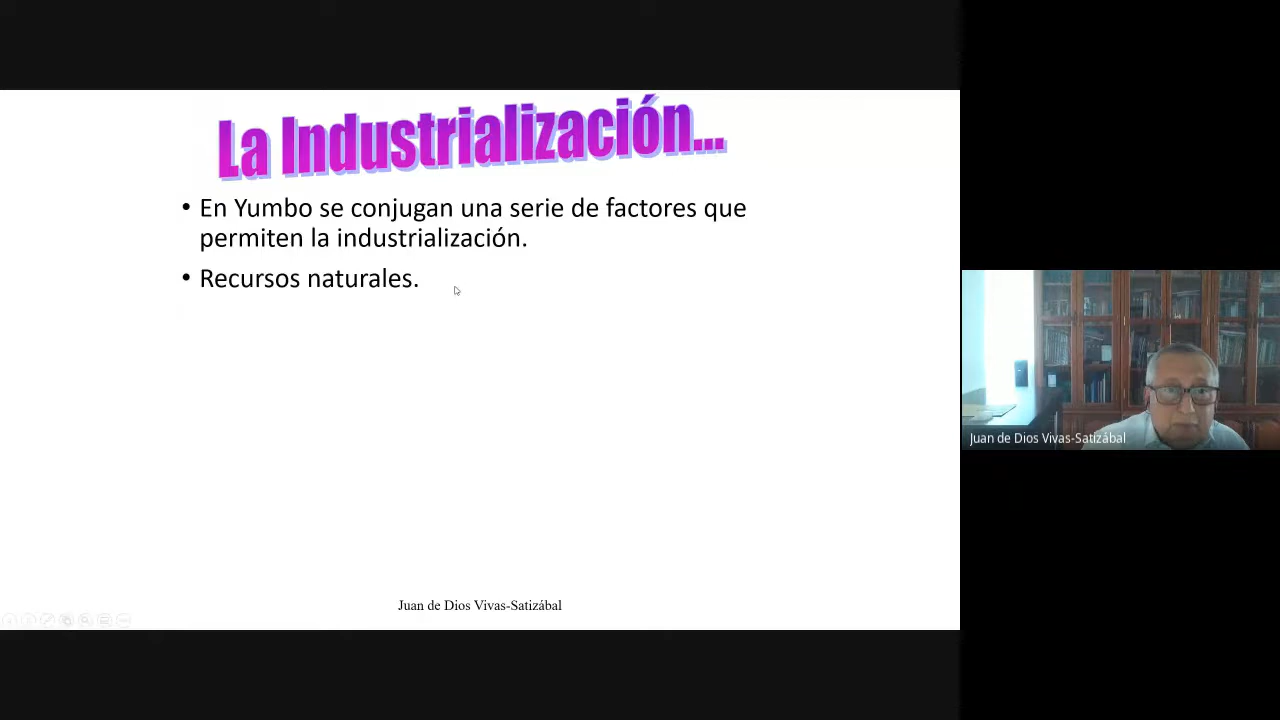 La Industrialización...
• En Yumbo se conjugan una serie de factores que
permiten la industrialización.
• Recursos naturales.
Juan de Dios Vivas-Satizábal
Juan de Dios Vivas-Satizábal